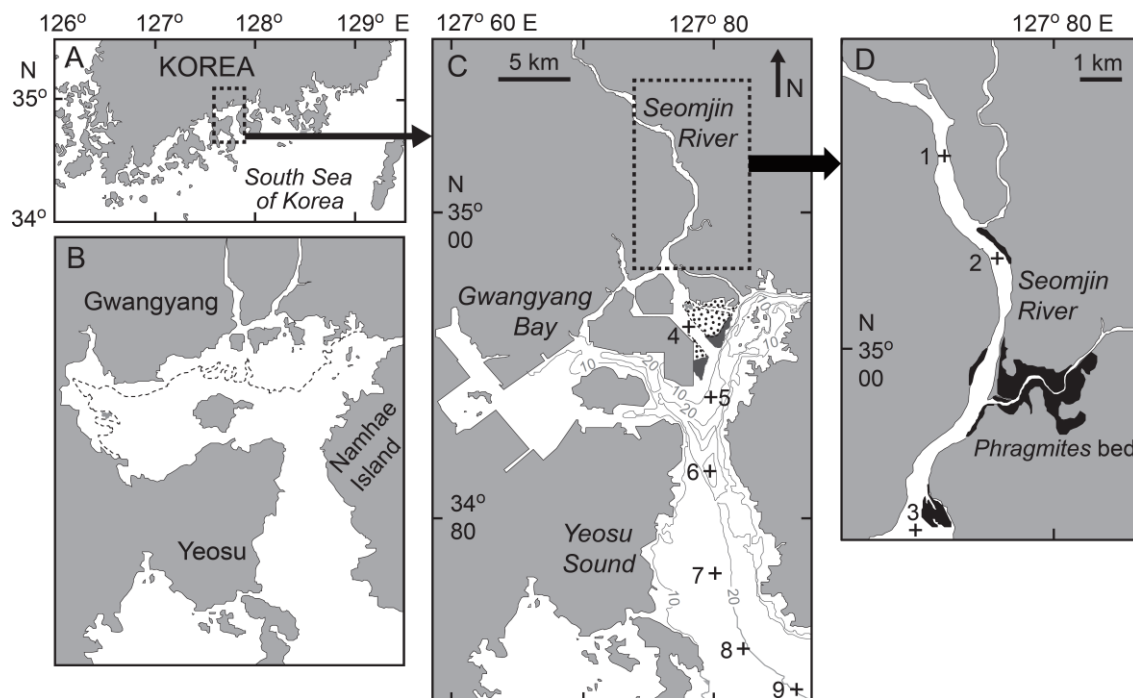 126° 127° 128° 129° E
A
KOREA
N
35°
34°
South Sea
of Korea
B
Gwangyang
Namhae
Island
Yeosu
127° 60 E 127° 80
C
5 km
N
Seomjin
River
N
35°
00
Gwangyang
Bay
4
10
10
10
20
5
6
34°
80
Yeosu
Sound
7
10
20
8
9
127° 80 E
D
1 km
1
2
Seomjin
River
N
35°
00
Phragmites bed
3